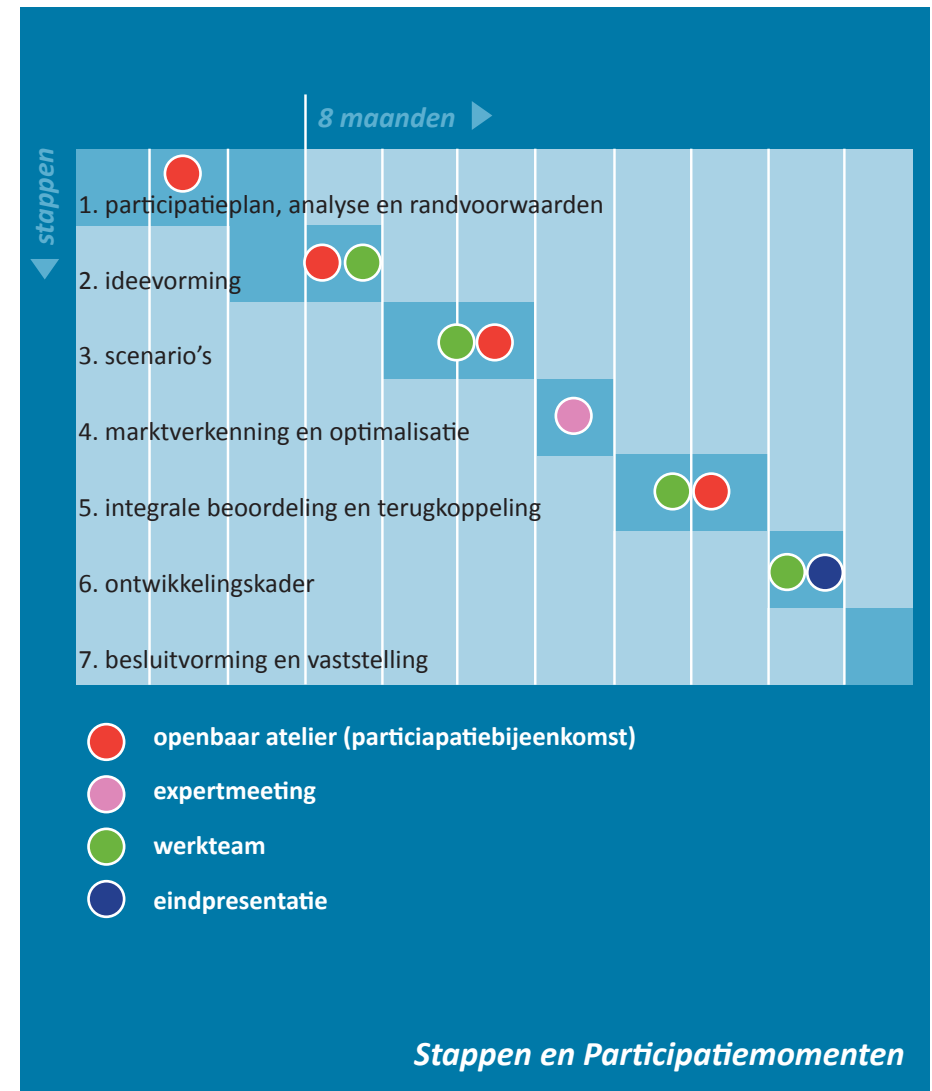 8 maanden
stappen
1. participatieplan, analyse en randvoorwaarden
2. ideevorming
3. scenario's
4. marktverkenning en optimalisatie
5. integrale beoordeling en terugkoppeling
6. ontwikkelingskader
7. besluitvorming en vaststelling
openbaar atelier (particiapatiebijeenkomst)
expertmeeting
werkteam
eindpresentatie
Stappen en Participatiemomenten